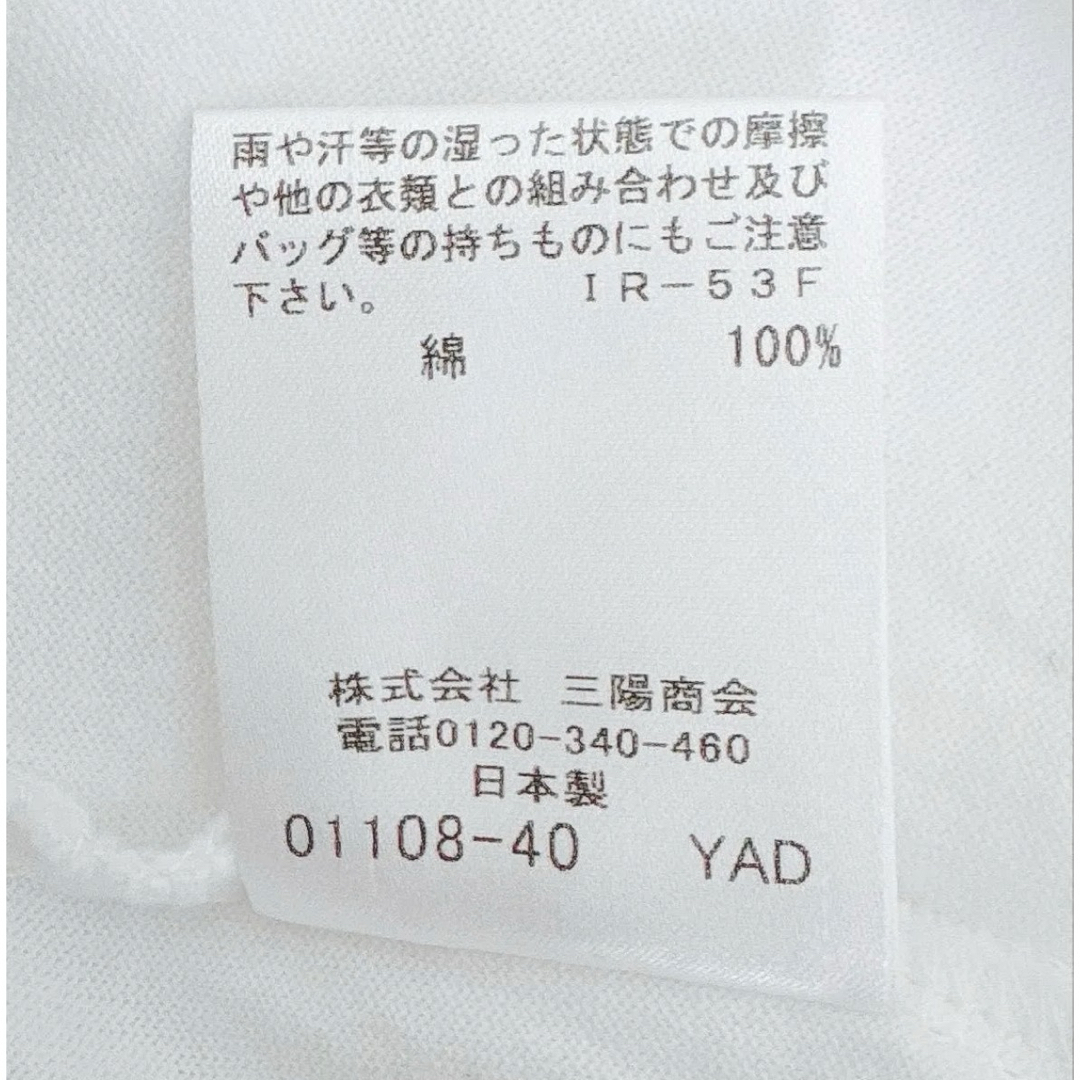 雨や汗等の湿った状態での摩擦
や他の衣類との組み合わせ及び
バッグ等の持ちものにもご注意
下さい。 IR-53F
綿 100%
株式会社 三陽商会
電話0120-340-460
日本製
01108-40 YAD